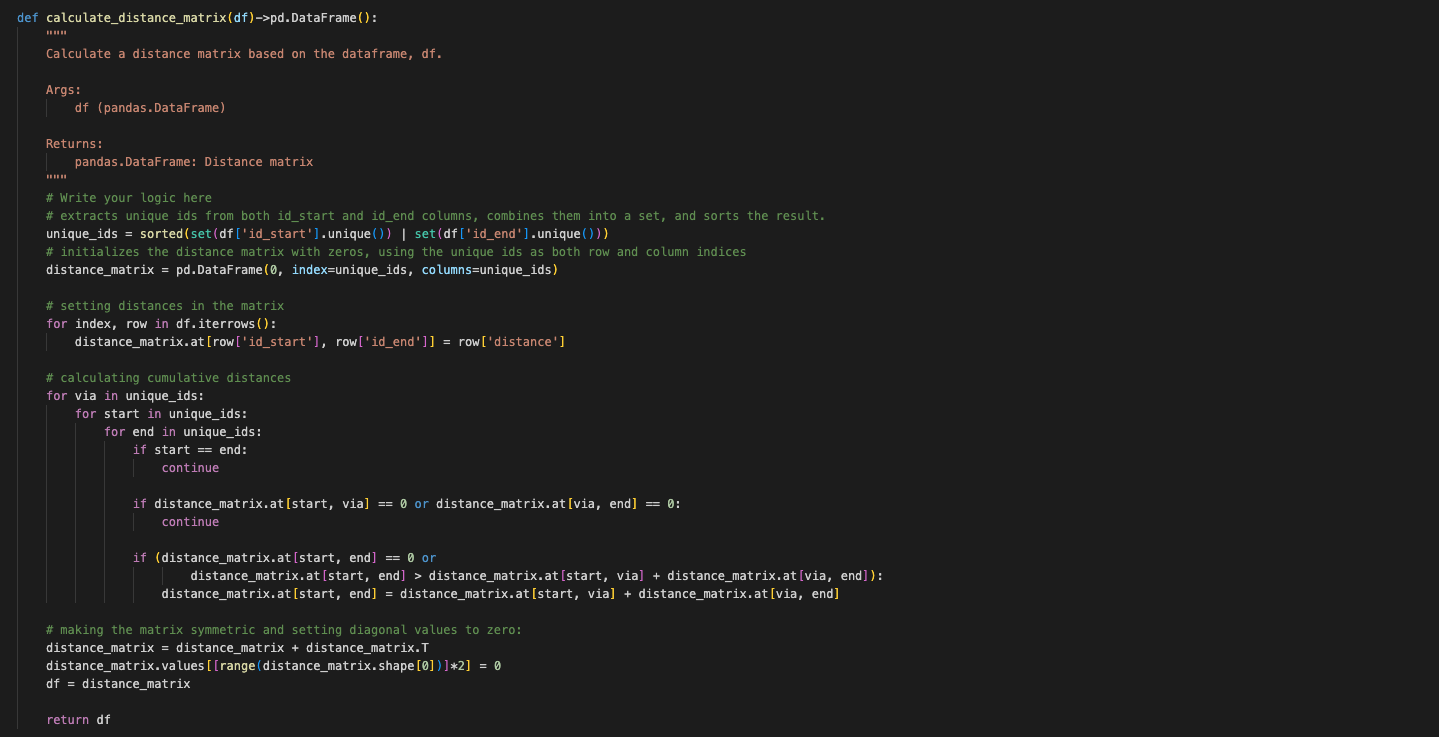 def calculate_distance_matrix(df)->pd.DataFrame():
    """
    Calculate a distance matrix based on the dataframe, df.

    Args:
        df (pandas.DataFrame)

    Returns:
        pandas.DataFrame: Distance matrix
    """
    # Write your logic here
    # extracts unique ids from both id_start and id_end columns, combines them into a set, and sorts the result.
    unique_ids = sorted(set(df['id_start'].unique()) | set(df['id_end'].unique()))
    # initializes the distance matrix with zeros, using the unique ids as both row and column indices
    distance_matrix = pd.DataFrame(0, index=unique_ids, columns=unique_ids)

    # setting distances in the matrix
    for index, row in df.iterrows():
        distance_matrix.at[row['id_start'], row['id_end']] = row['distance']

    # calculating cumulative distances
    for via in unique_ids:
        for start in unique_ids:
            for end in unique_ids:
                if start == end:
                    continue

                if distance_matrix.at[start, via] == 0 or distance_matrix.at[via, end] == 0:
                    continue

                if (distance_matrix.at[start, end] == 0 or
                        distance_matrix.at[start, end] > distance_matrix.at[start, via] + distance_matrix.at[via, end]):
                    distance_matrix.at[start, end] = distance_matrix.at[start, via] + distance_matrix.at[via, end]

    # making the matrix symmetric and setting diagonal values to zero:
    distance_matrix = distance_matrix + distance_matrix.T
    distance_matrix.values[[range(distance_matrix.shape[0])]*2] = 0
    df = distance_matrix

    return df